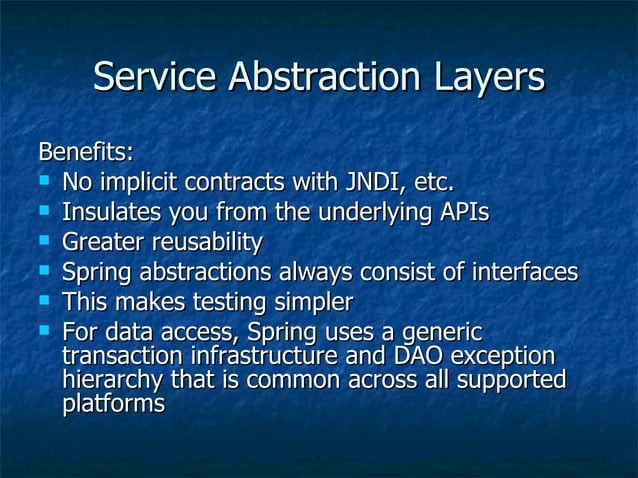 Service Abstraction Layers
Benefits:
No implicit contracts with JNDI, etc.
Insulates you from the underlying APIs
Greater reusability
Spring abstractions always consist of interfaces
This makes testing simpler
For data access, Spring uses a generic
transaction infrastructure and DAO exception
hierarchy that is common across all supported
platforms